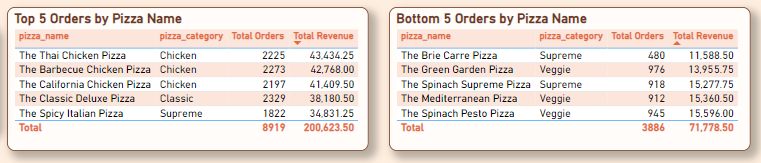 Top 5 Orders by Pizza Name
pizza_name pizza_category Total Orders Total Revenue
The Thai Chicken Pizza Chicken 2225 43,434.25
The Barbecue Chicken Pizza Chicken 2273 42,768.00
The California Chicken Pizza Chicken 2197 41,409.50
The Classic Deluxe Pizza Classic 2329 38,180.50
The Spicy Italian Pizza Supreme 1822 34,831.25
Total 8919 200,623.50
Bottom 5 Orders by Pizza Name
pizza_name pizza_category Total Orders Total Revenue
The Brie Carre Pizza Supreme 480 11,588.50
The Green Garden Pizza Veggie 976 13,955.75
The Spinach Supreme Pizza Supreme 918 15,277.75
The Mediterranean Pizza Veggie 912 15,360.50
The Spinach Pesto Pizza Veggie 945 15,596.00
Total 3886 71,778.50